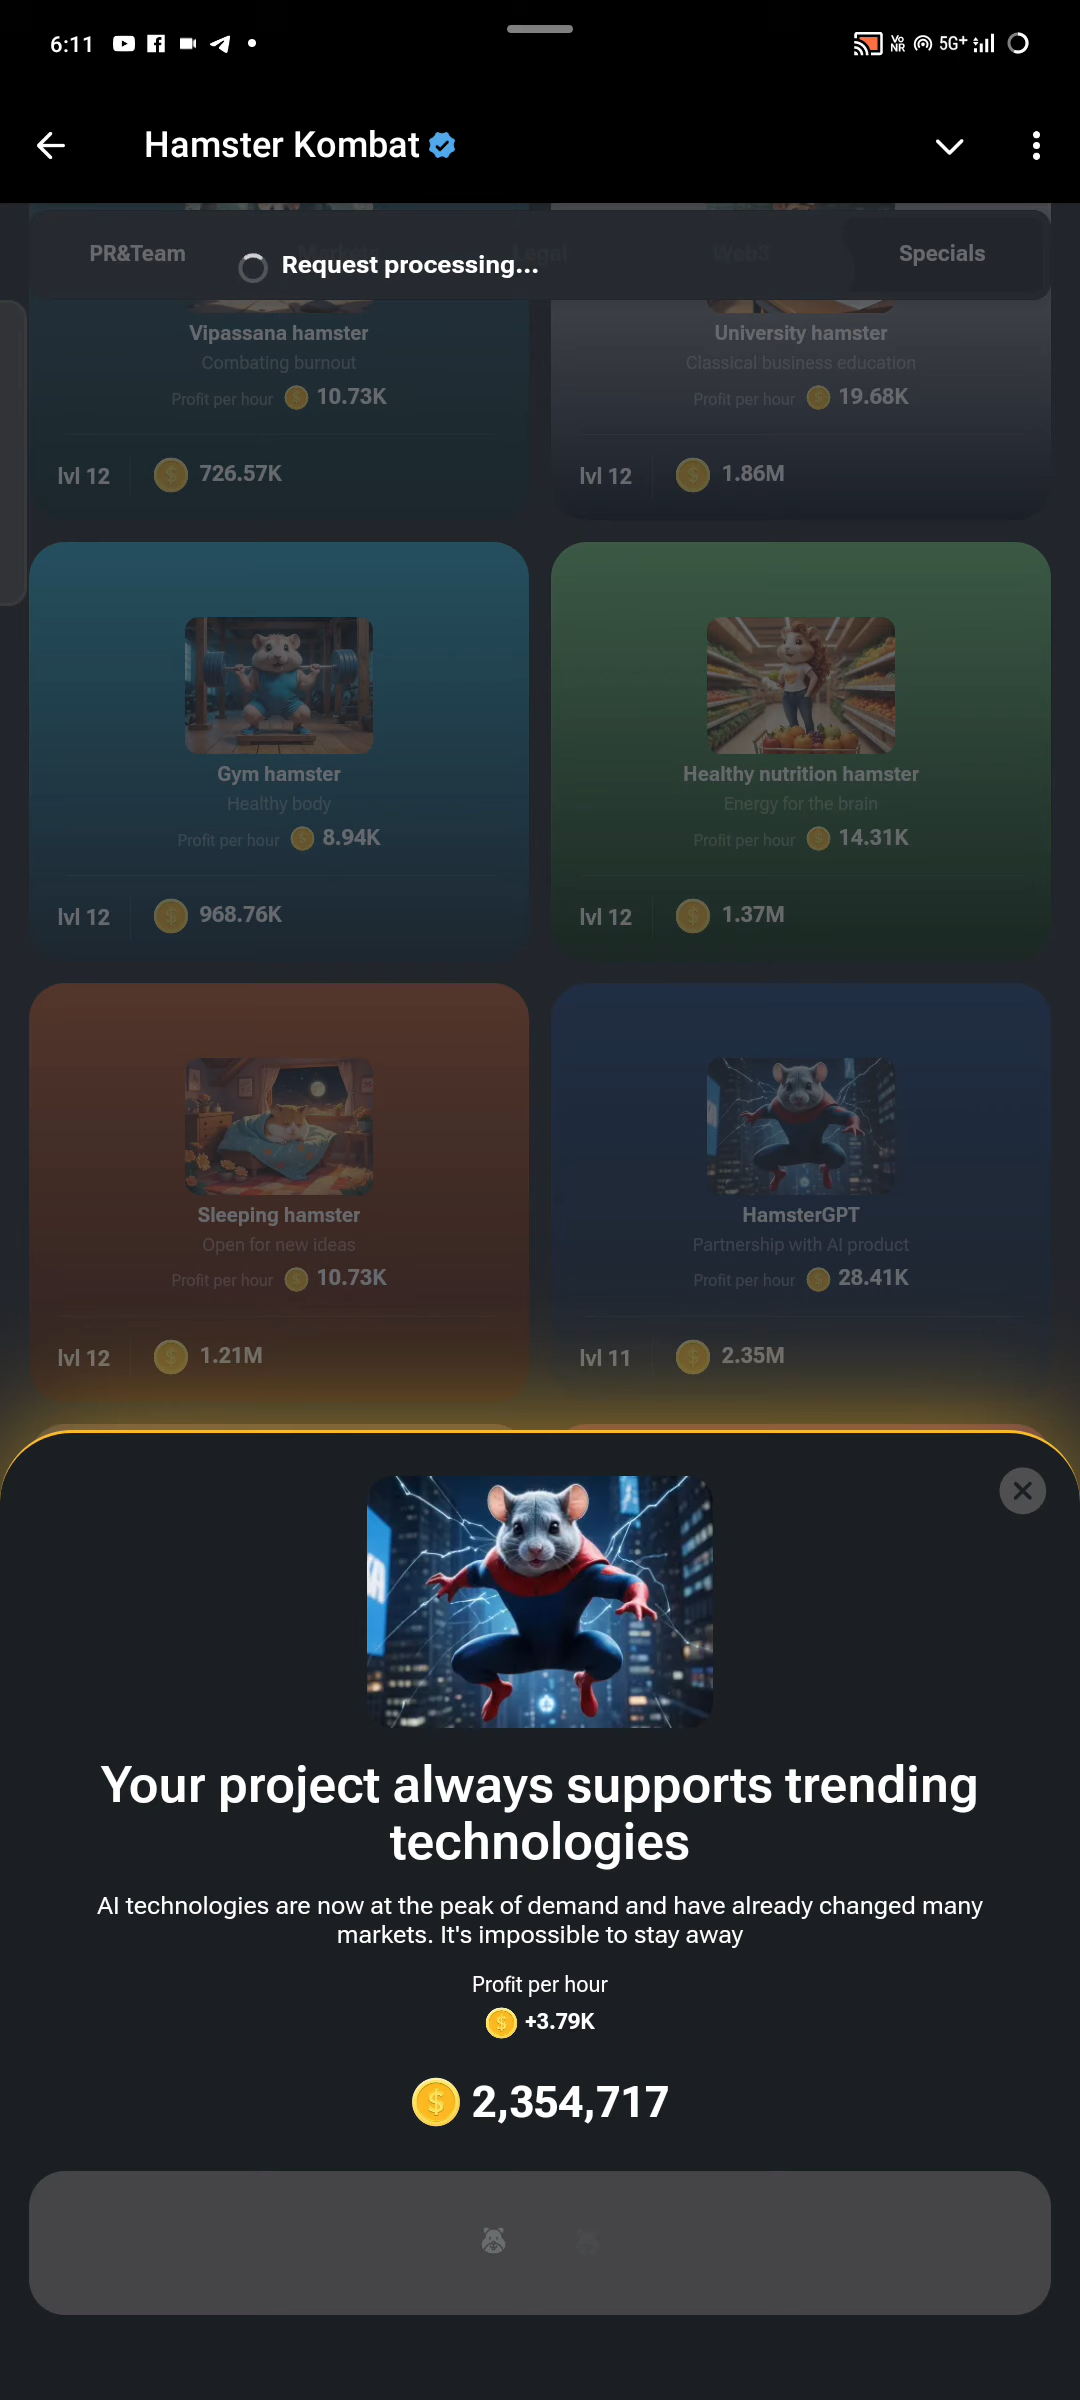 6:11
Vo
NR
5G+
Hamster Kombat
PR&Team
Markets
Legal
Web3
Specials
Request processing...
Vipassana hamster
Combating burnout
Profit per hour 10.73K
lvl 12 726.57K
University hamster
Classical business education
Profit per hour 19.68K
lvl 12 1.86M
Gym hamster
Healthy body
Profit per hour 8.94K
lvl 12 968.76K
Healthy nutrition hamster
Energy for the brain
Profit per hour 14.31K
lvl 12 1.37M
Sleeping hamster
Open for new ideas
Profit per hour 10.73K
lvl 12 1.21M
HamsterGPT
Partnership with AI product
Profit per hour 28.41K
lvl 11 2.35M
Your project always supports trending
technologies
AI technologies are now at the peak of demand and have already changed many
markets. It's impossible to stay away
Profit per hour
+3.79K
2,354,717